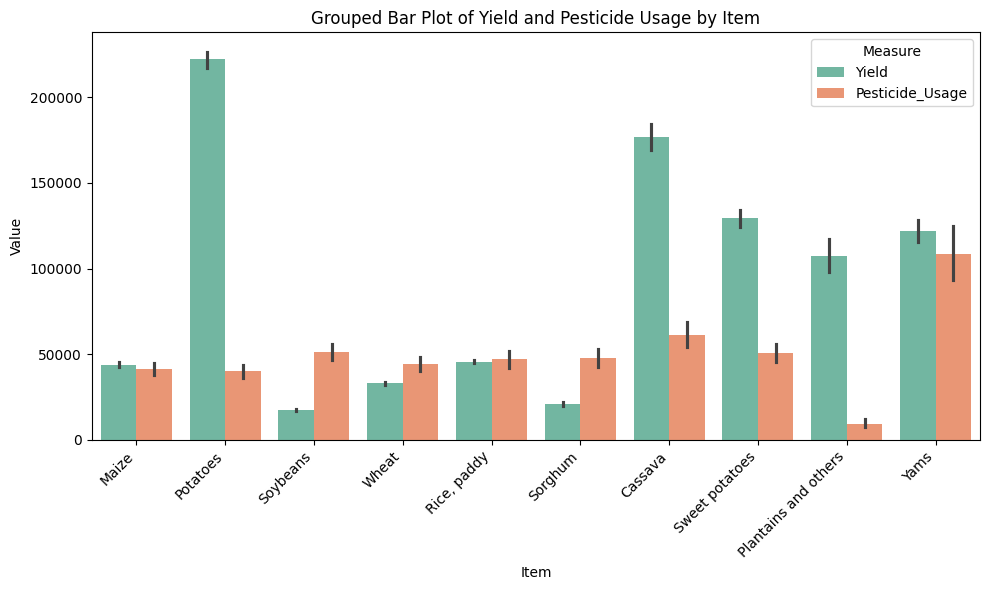 Grouped Bar Plot of Yield and Pesticide Usage by Item
Measure
Yield
Pesticide_Usage
Value
200000
150000
100000
50000
0
Maize
Potatoes
Soybeans
Wheat
Rice, paddy
Sorghum
Cassava
Sweet potatoes
Plantains and others
Yams
Item